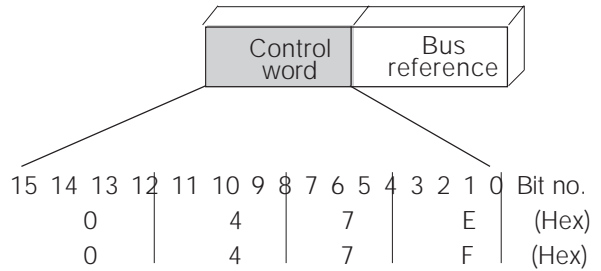 Control Bus
word reference
15 14 13 12 11 10 9 8 7 6 5 4 3 2 1 0 Bit no.
0 4 7 E (Hex)
0 4 7 F (Hex)